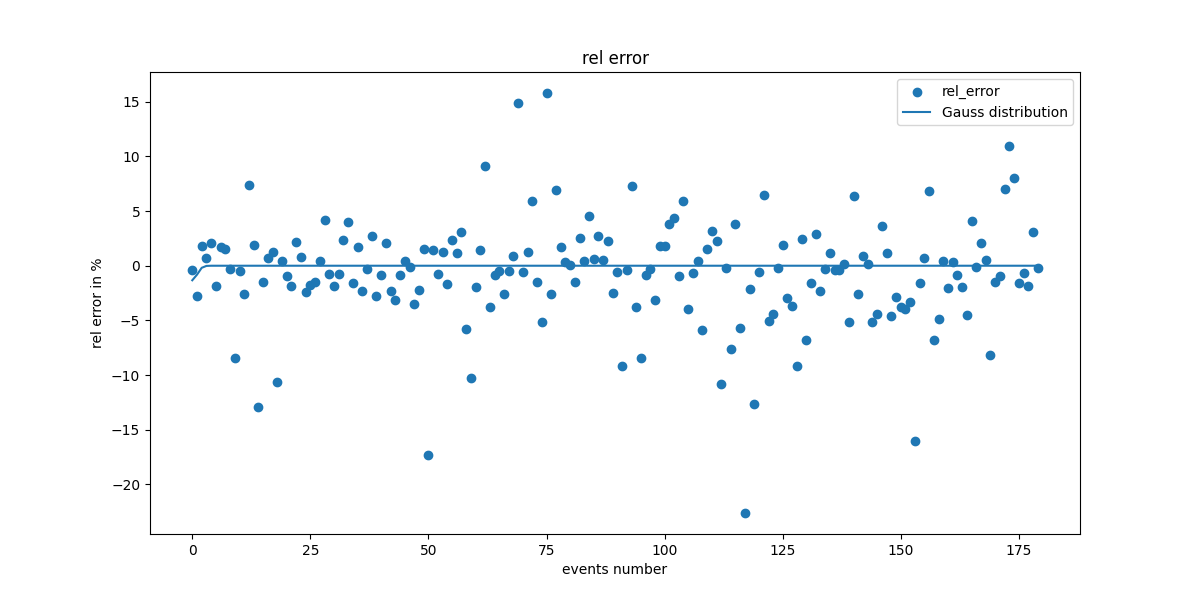 rel error
rel_error
Gauss distribution
rel error in %
15
10
5
0
−5
−10
−15
−20
0 25 50 75 100 125 150 175
events number